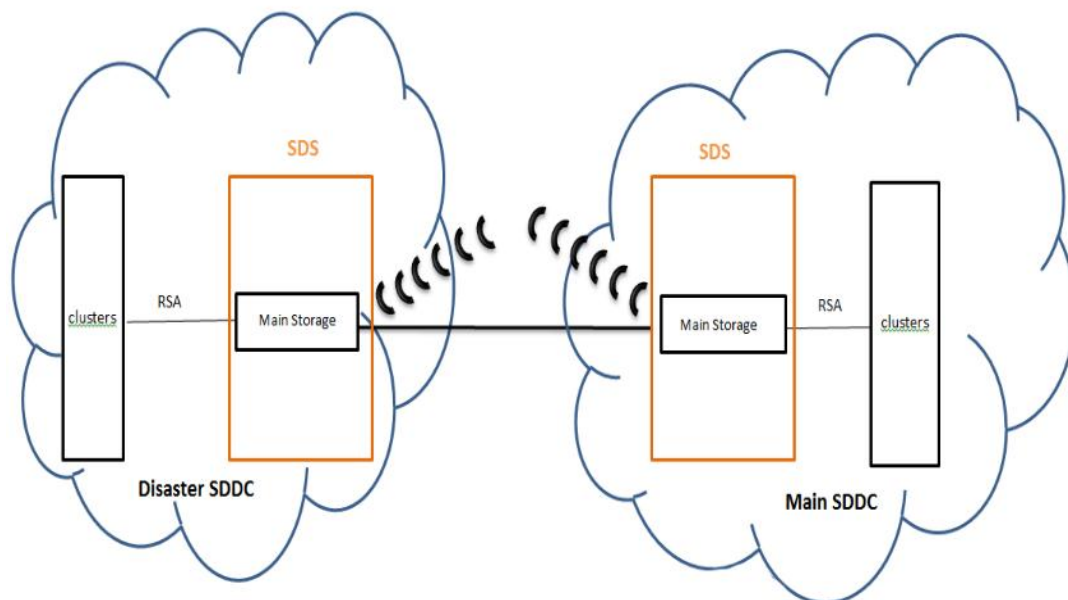 SDS
SDS
clusters
RSA
Main Storage
Main Storage
RSA
clusters
Disaster SDDC
Main SDDC